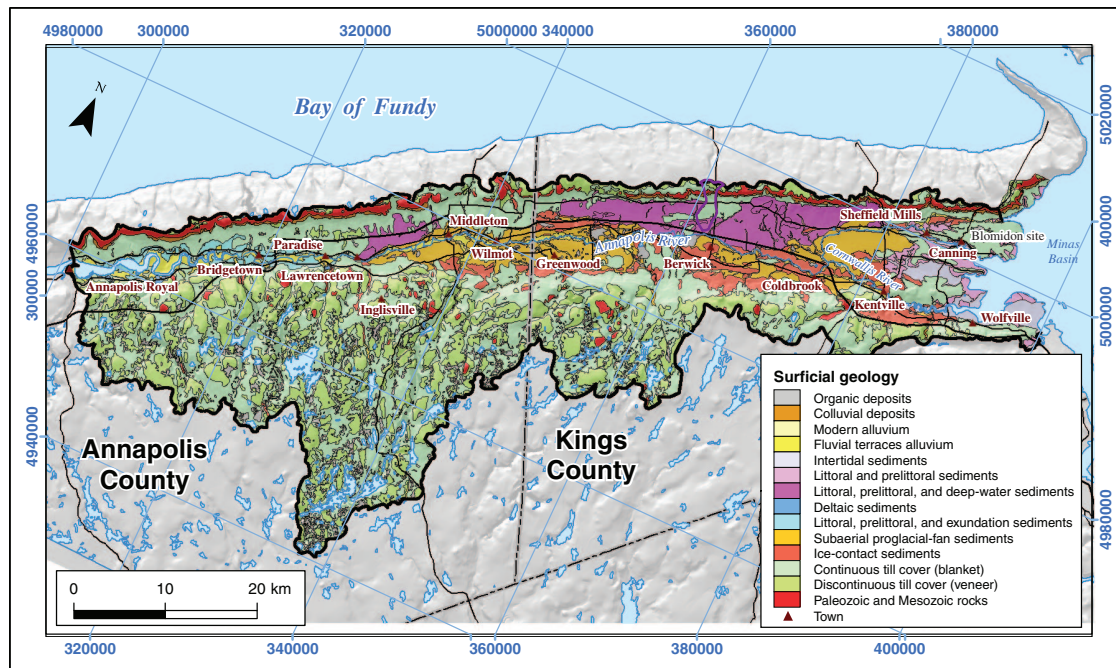 4980000
300000
320000
5000000
340000
360000
380000
N
Bay of Fundy
5020000
4960000
300000
4940000
400000
5000000
4980000
Sheffield Mills
Middleton
Blomidon site
Paradise
Annapolis River
Minas
Basin
Wilmot
Canning
Bridgetown
Greenwood
Berwick
Cornwallis River
Lawrencetown
Annapolis Royal
Coldbrook
Inglisville
Kentville
Wolfville
Annapolis
County
Kings
County
Surficial geology
Organic deposits
Colluvial deposits
Modern alluvium
Fluvial terraces alluvium
Intertidal sediments
Littoral and prelittoral sediments
Littoral, prelittoral, and deep-water sediments
Deltaic sediments
Littoral, prelittoral, and exundation sediments
Subaerial proglacial-fan sediments
Ice-contact sediments
Continuous till cover (blanket)
Discontinuous till cover (veneer)
Paleozoic and Mesozoic rocks
Town
0 10 20 km
320000
340000
360000
380000
400000